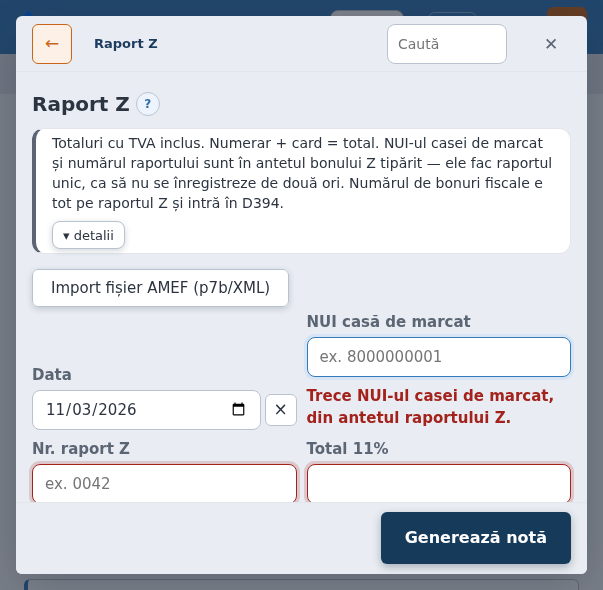 ←
Raport Z
Caută
✕
Raport Z ?
Totaluri cu TVA inclus. Numerar + card = total. NUI-ul casei de marcat
și numărul raportului sunt în antetul bonului Z tipărit — ele fac raportul
unic, ca să nu se înregistreze de două ori. Numărul de bonuri fiscale e
tot pe raportul Z și intră în D394.
▾ detalii
Import fișier AMEF (p7b/XML)
NUI casă de marcat
ex. 8000000001
Trece NUI-ul casei de marcat,
din antetul raportului Z.
Data
11/03/2026
✕
Nr. raport Z
ex. 0042
Total 11%
Generează notă